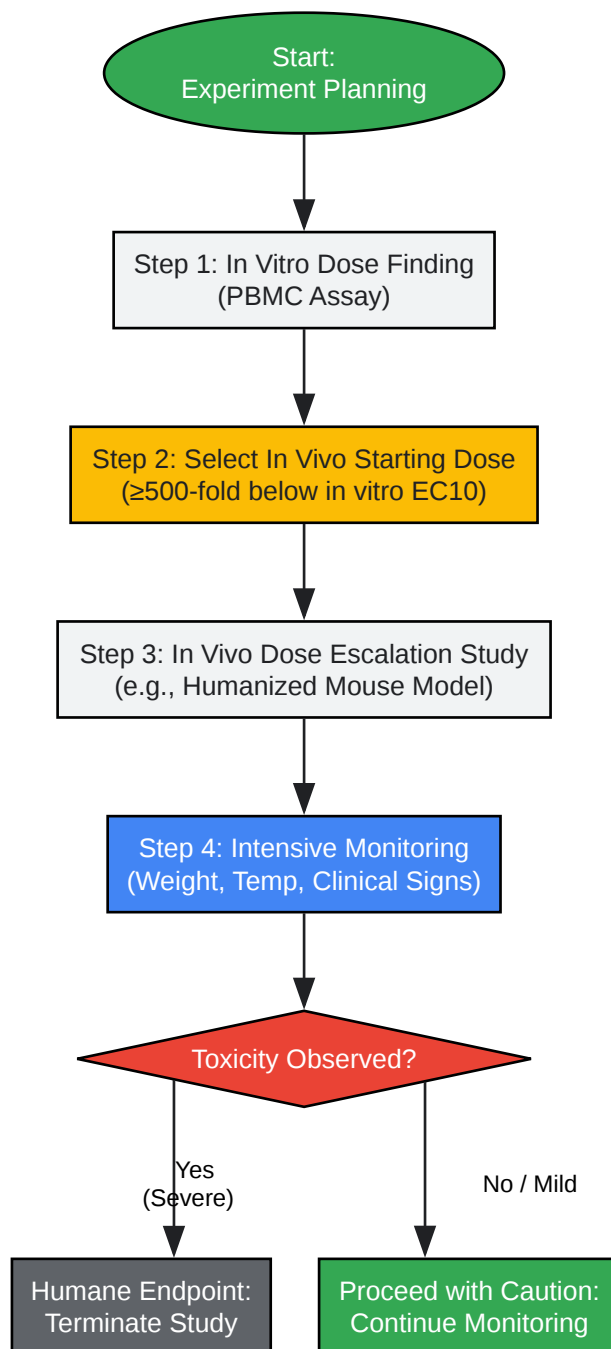 Start:
Experiment Planning
Step 1: In Vitro Dose Finding
(PBMC Assay)
Step 2: Select In Vivo Starting Dose
(≥500-fold below in vitro EC10)
Step 3: In Vivo Dose Escalation Study
(e.g., Humanized Mouse Model)
Step 4: Intensive Monitoring
(Weight, Temp, Clinical Signs)
Toxicity Observed?
Yes
(Severe)
No / Mild
Humane Endpoint:
Terminate Study
Proceed with Caution:
Continue Monitoring